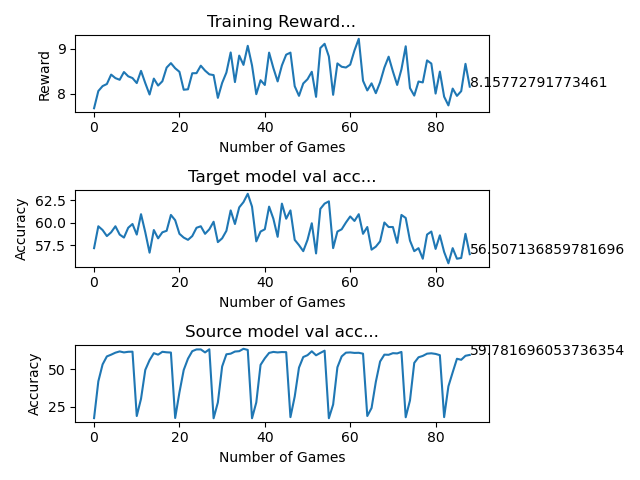 Training Reward...
9
8
Reward
8.15772791773461
0 20 40 60 80
Number of Games
Target model val acc...
62.5
60.0
57.5
Accuracy
56.507136859781696
0 20 40 60 80
Number of Games
Source model val acc...
59.781696053736354
50
25
Accuracy
0 20 40 60 80
Number of Games